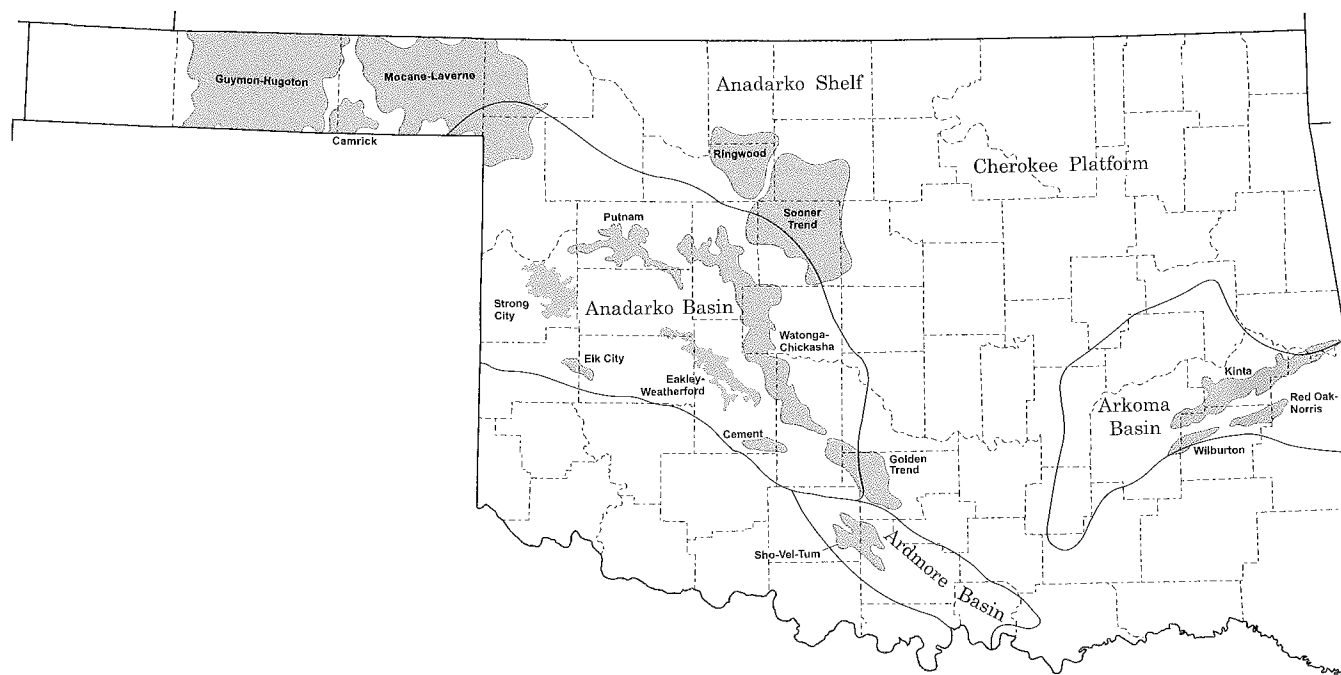 Guymon-Hugoton
Mocane-Laverne
Camrick
Anadarko Shelf
Ringwood
Cherokee Platform
Sooner
Trend
Putnam
Strong
City
Anadarko Basin
Watonga-
Chickasha
Elk City
Eakley-
Weatherford
Cement
Golden
Trend
Kinta
Arkoma
Basin
Red Oak-
Norris
Wilburton
Sho-Vel-Tum
Ardmore Basin